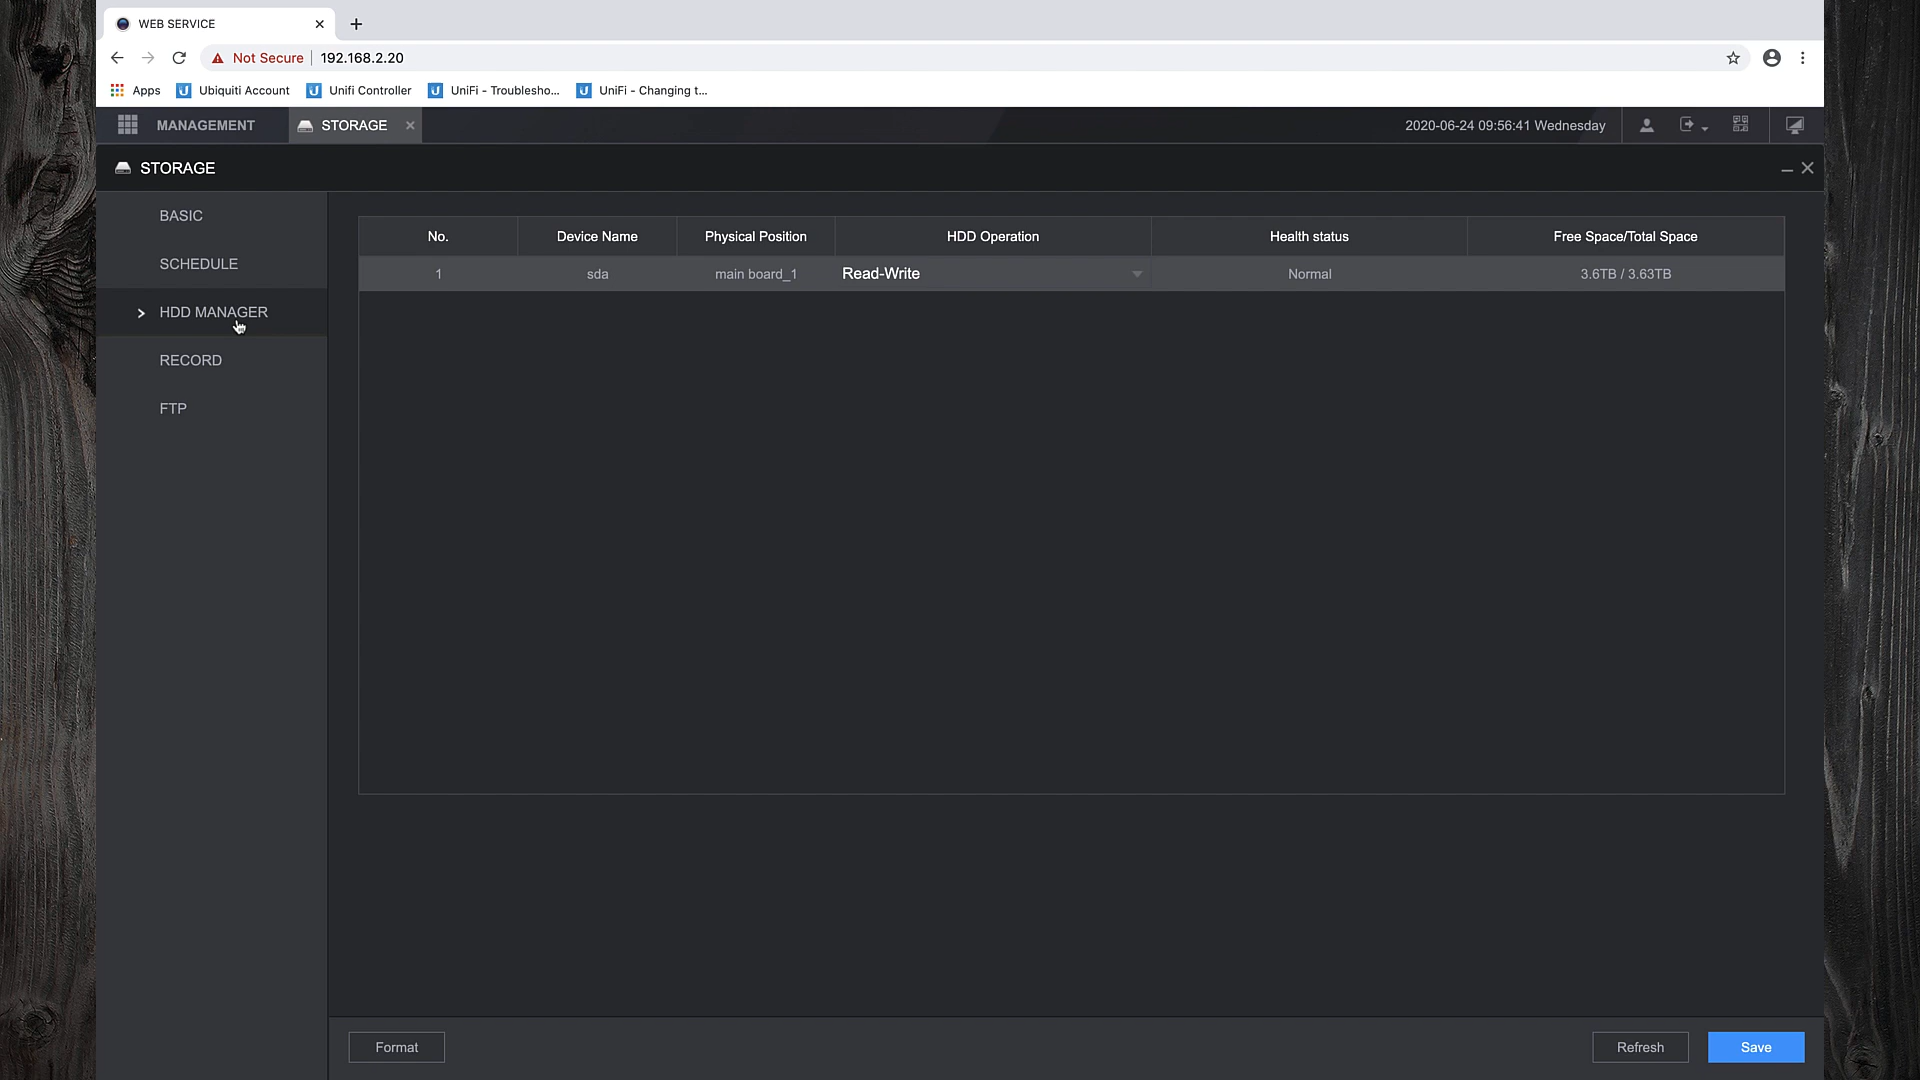 WEB SERVICE
Not Secure 192.168.2.20
Apps Ubiquiti Account Unifi Controller UniFi - Troublesho... UniFi - Changing t...
MANAGEMENT STORAGE 2020-06-24 09:56:41 Wednesday
STORAGE
BASIC
SCHEDULE
HDD MANAGER
RECORD
FTP
No. Device Name Physical Position HDD Operation Health status Free Space/Total Space
1 sda main board_1 Read-Write Normal 3.6TB / 3.63TB
Format Refresh Save